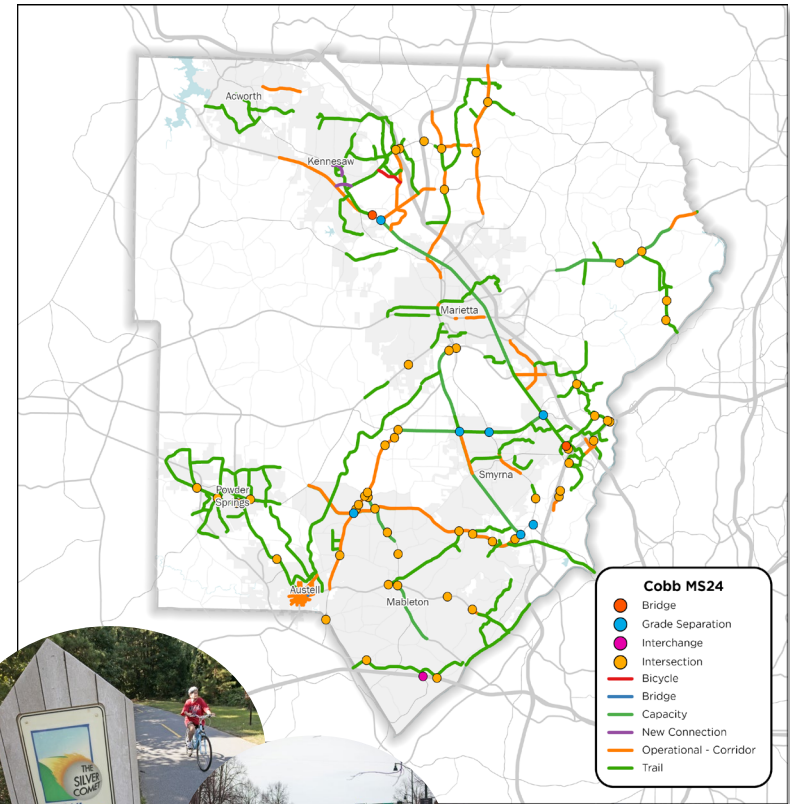 Acworth
Kennesaw
Marietta
Smyrna
Powder
Springs
Austell
Mableton
Cobb MS24
Bridge
Grade Separation
Interchange
Intersection
Bicycle
Bridge
Capacity
New Connection
Operational - Corridor
Trail
THE
SILVER
COMET